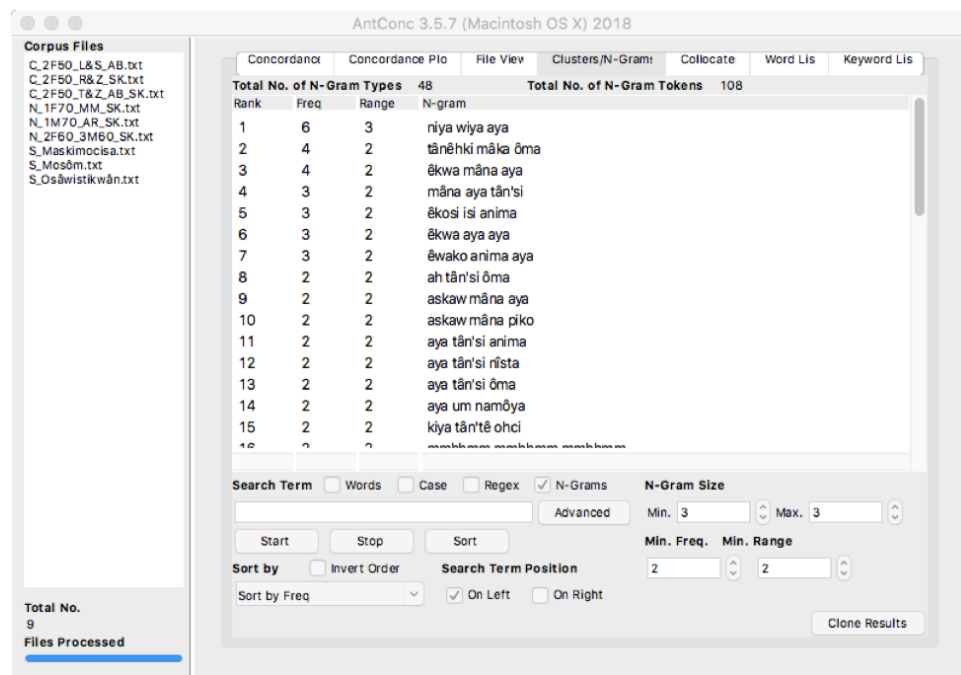 AntConc 3.5.7 (Macintosh OS X) 2018
Corpus Files
C_2F50_L&S_AB.txt
C_2F50_R&Z_SK.txt
C_2F50_T&Z_AB_SK.txt
N_1F70_MM_SK.txt
N_1M70_AR_SK.txt
N_2F60_3M60_SK.txt
S_Maskimocisa.txt
S_Mosôm.txt
S_Osâwistikwân.txt
Total No.
9
Files Processed
Concordance Concordance Plo File View Clusters/N-Grams Collocate Word Lis Keyword Lis
Total No. of N-Gram Types 48 Total No. of N-Gram Tokens 108
Rank Freq Range N-gram
1 6 3 niya wiya aya
2 4 2 tânêhki mâka ôma
3 4 2 êkwa mâna aya
4 3 2 mâna aya tân'si
5 3 2 êkosi isi anima
6 3 2 êkwa aya aya
7 3 2 êwako anima aya
8 2 2 ah tân'si ôma
9 2 2 askaw mâna aya
10 2 2 askaw mâna piko
11 2 2 aya tân'si anima
12 2 2 aya tân'si nîsta
13 2 2 aya tân'si ôma
14 2 2 aya um namôya
15 2 2 kiya tân'tê ohci
16 2 2 mmhhmm mmhhmm mmhhmm
Search Term Words Case Regex N-Grams N-Gram Size
Advanced Min. 3 Max. 3
Start Stop Sort Min. Freq. Min. Range
Sort by Invert Order Search Term Position 2 2
Sort by Freq On Left On Right
Clone Results